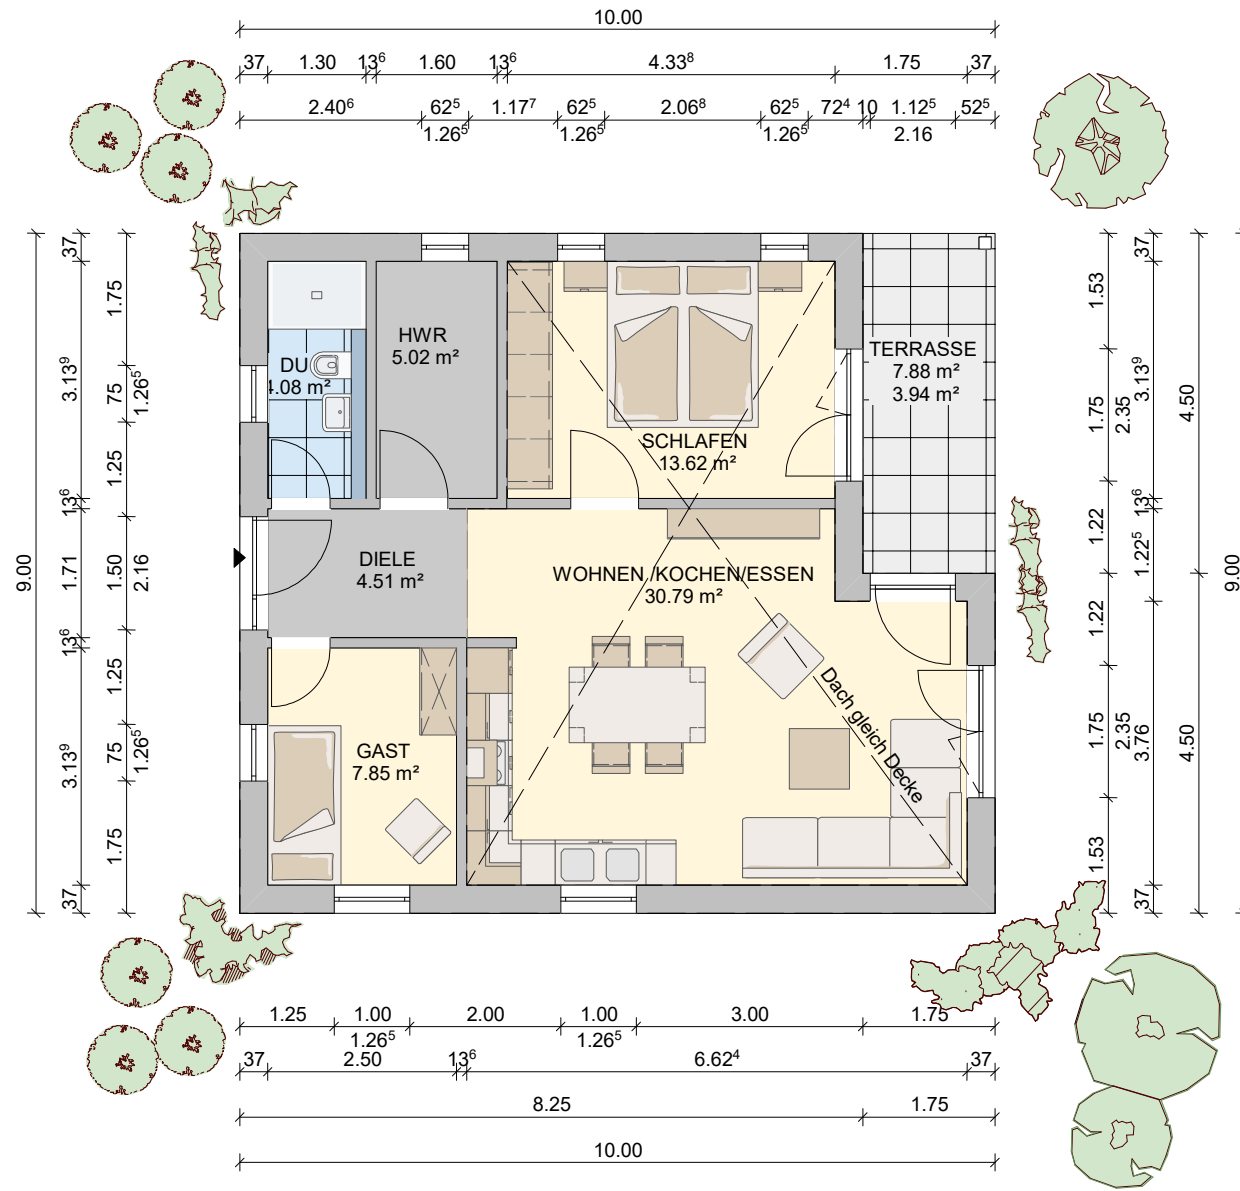 10.00
37 1.30 13⁶ 1.60 13⁶ 4.33⁸ 1.75 37
2.40⁶ 62⁵ 1.17⁷ 62⁵ 2.06⁸ 62⁵ 72⁴ 10 1.12⁵ 52⁵
1.26⁵ 1.26⁵ 1.26⁵ 2.16
9.00
37 3.13⁹ 13⁶ 1.71 13⁶ 3.13⁹ 37
1.75 75 1.25 1.50 1.25 75 1.75
1.26⁵ 2.16 1.26⁵
HWR
5.02 m²
DU
4.08 m²
TERRASSE
7.88 m²
3.94 m²
SCHLAFEN
13.62 m²
DIELE
4.51 m²
WOHNEN /KOCHEN/ESSEN
30.79 m²
Dach gleich Decke
GAST
7.85 m²
1.53 1.75 1.22 1.22 1.75 1.53
2.35 2.35
37 3.13⁹ 13⁶ 1.22⁵ 3.76 37
4.50 4.50
9.00
1.25 1.00 2.00 1.00 3.00 1.75
1.26⁵ 1.26⁵
37 2.50 13⁶ 6.62⁴ 37
8.25 1.75
10.00